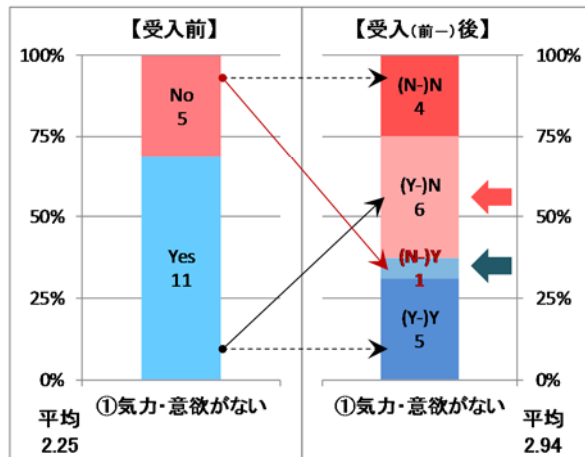 【受入前】
【受入(前ー)後】
100%
75%
50%
25%
0%
No
5
Yes
11
(N-)N
4
(Y-)N
6
(N-)Y
1
(Y-)Y
5
100%
75%
50%
25%
0%
①気力・意欲がない
①気力・意欲がない
平均
2.25
平均
2.94